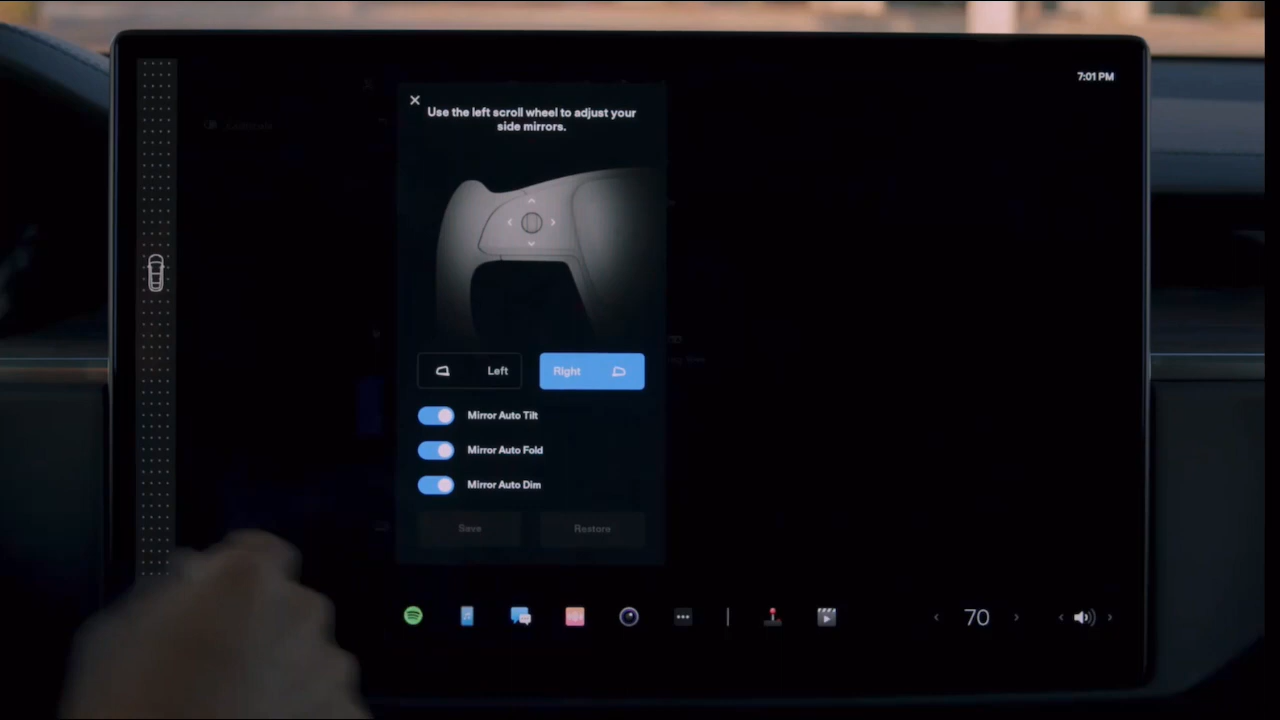 7:01 PM
Use the left scroll wheel to adjust your
side mirrors.
Left
Right
Mirror Auto Tilt
Mirror Auto Fold
Mirror Auto Dim
Save
Restore
70